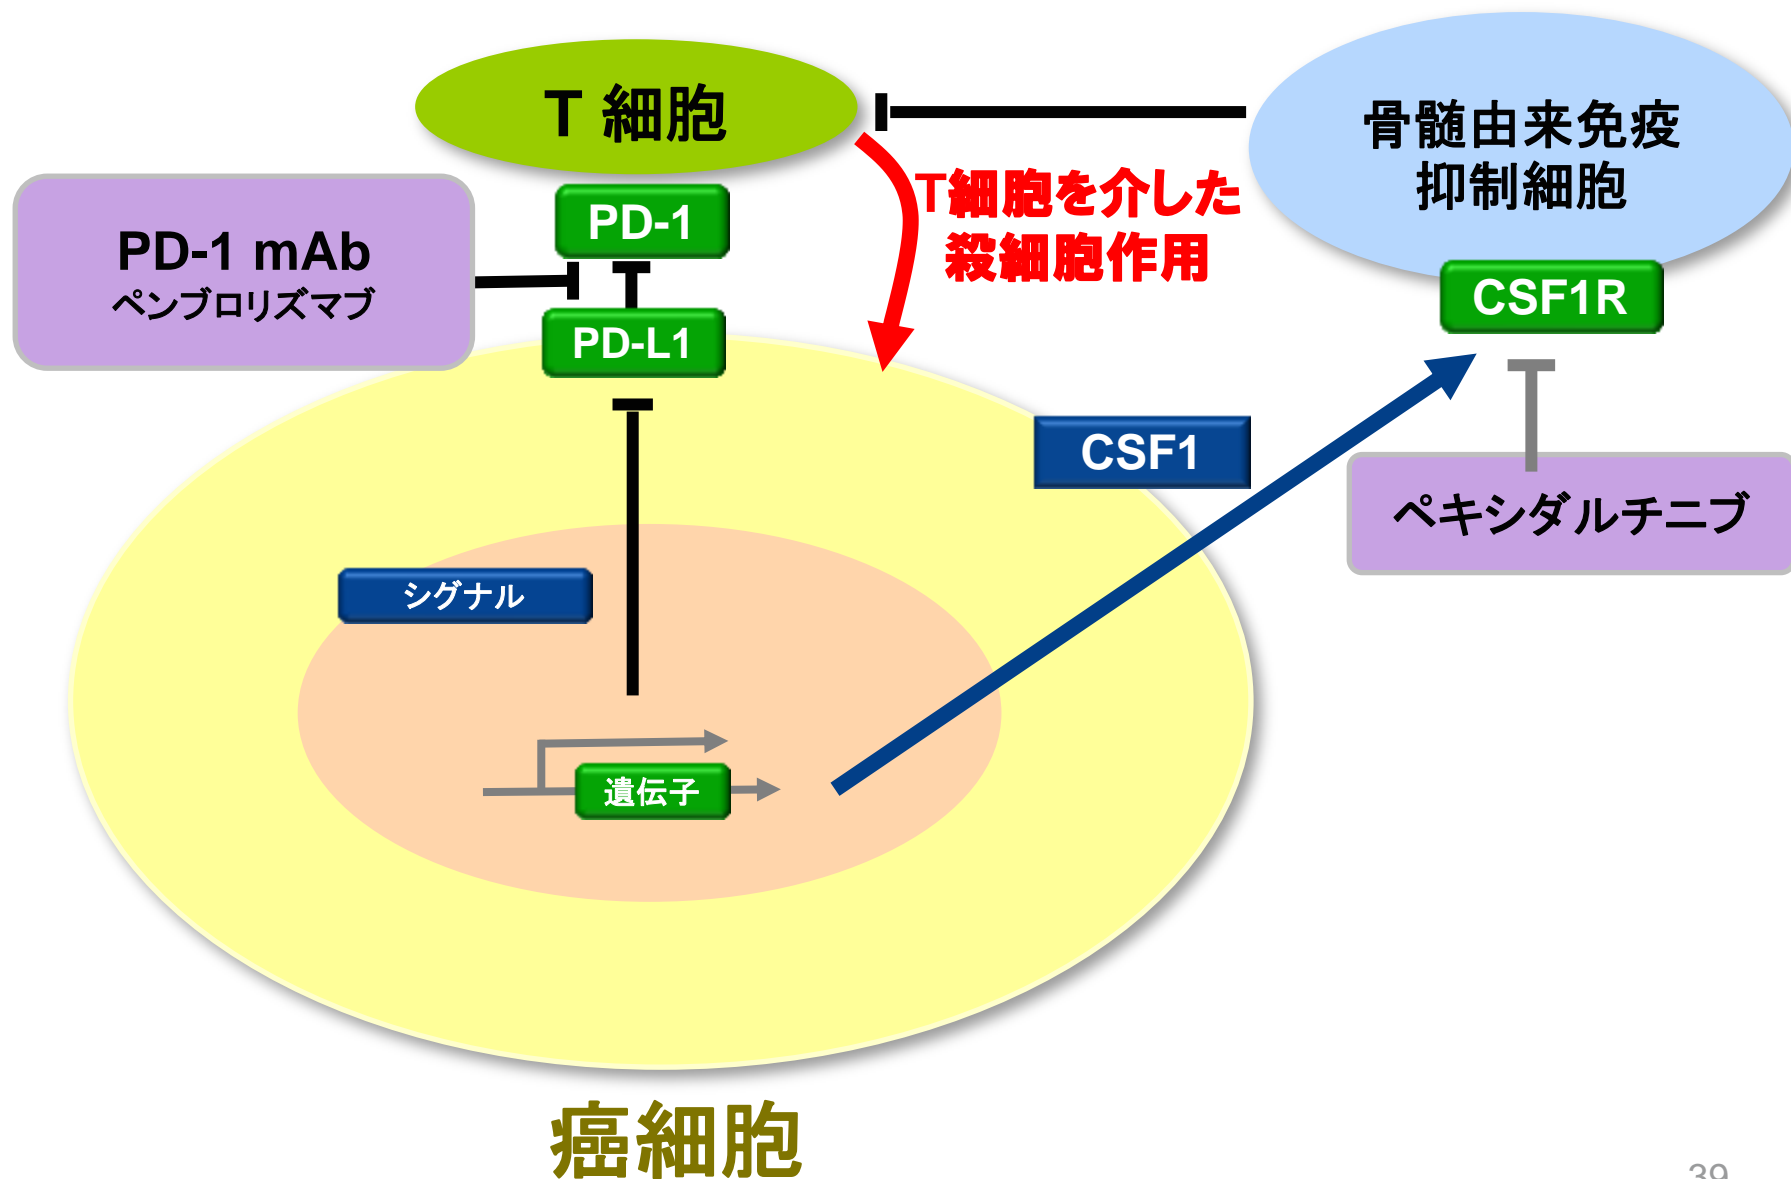 T 細胞
骨髄由来免疫
抑制細胞
T細胞を介した
殺細胞作用
PD-1
PD-1 mAb
ペンブロリズマブ
CSF1R
PD-L1
CSF1
ペキシダルチニブ
シグナル
遺伝子
癌細胞
39